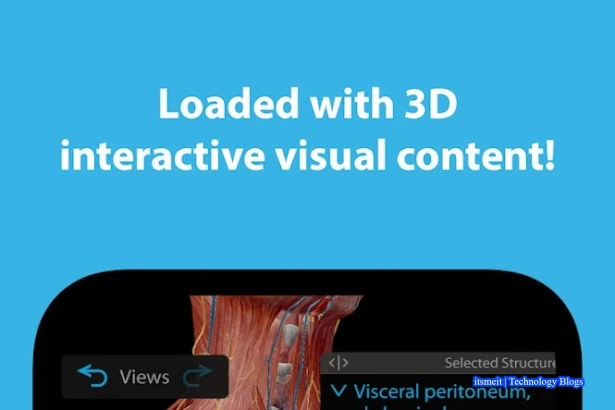 Loaded with 3D
interactive visual content!
Views
Selected Structure
Visceral peritoneum,
itsmeit | Technology Blogs